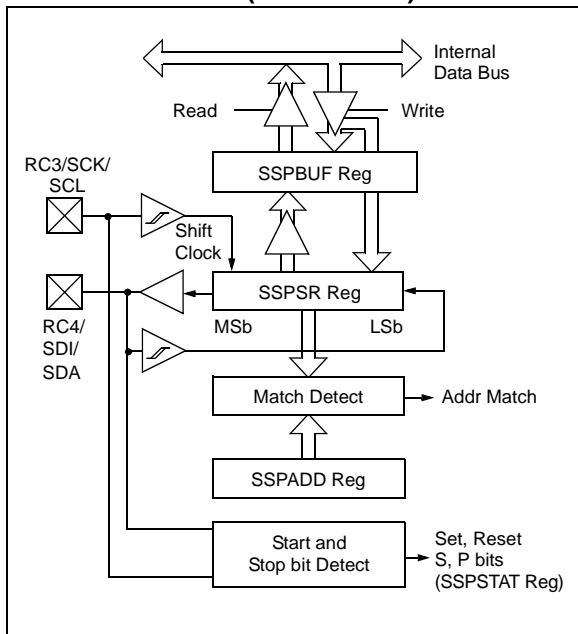 Internal
Data Bus
Read
Write
RC3/SCK/
SCL
SSPBUF Reg
Shift
Clock
SSPSR Reg
MSb
LSb
RC4/
SDI/
SDA
Match Detect
Addr Match
SSPADD Reg
Start and
Stop bit Detect
Set, Reset
S, P bits
(SSPSTAT Reg)